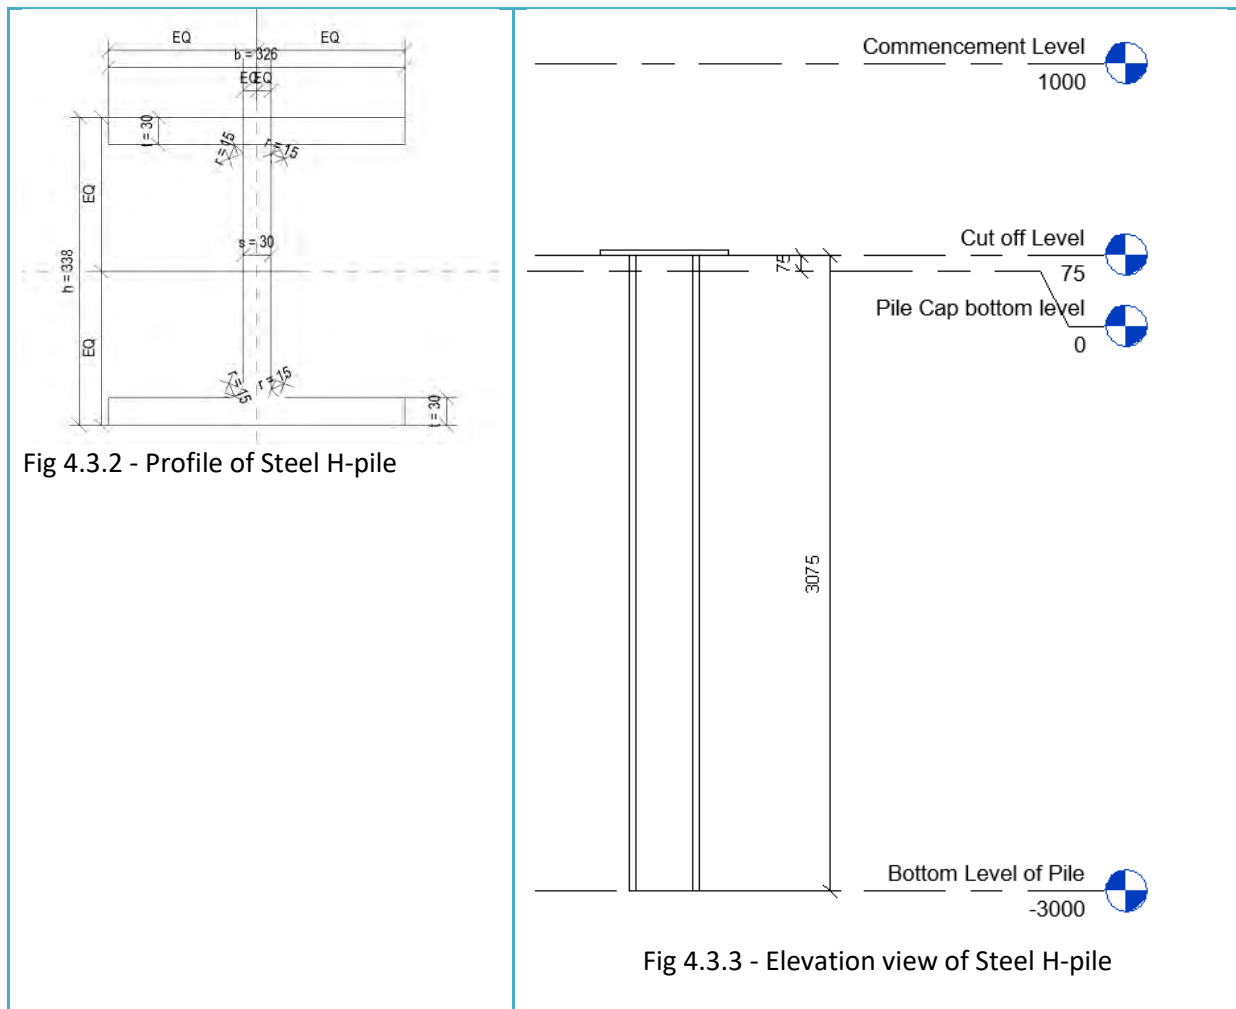 EQ
EQ
b = 326
EQ
EQ
t = 30
r = 15
r = 15
EQ
s = 30
h = 338
EQ
r = 15
r = 15
t = 30
Fig 4.3.2 - Profile of Steel H-pile
Commencement Level
1000
Cut off Level
75
75
Pile Cap bottom level
0
3075
Bottom Level of Pile
-3000
Fig 4.3.3 - Elevation view of Steel H-pile